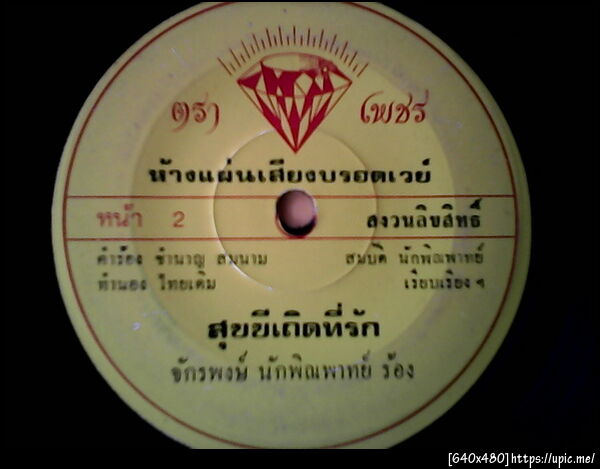 ตรา เพชร
ห้างแผ่นเสียงบรอดเวย์
หน้า 2 สงวนลิขสิทธิ์
คำร้อง ชำนาญ สมนาม สมบัติ นักพิณพาทย์
ทำนอง ไทยเดิม เรียบเรียง ฯ
สุขขีเถิดที่รัก
จักรพงษ์ นักพิณพาทย์ ร้อง
[640x480]https://upic.me/